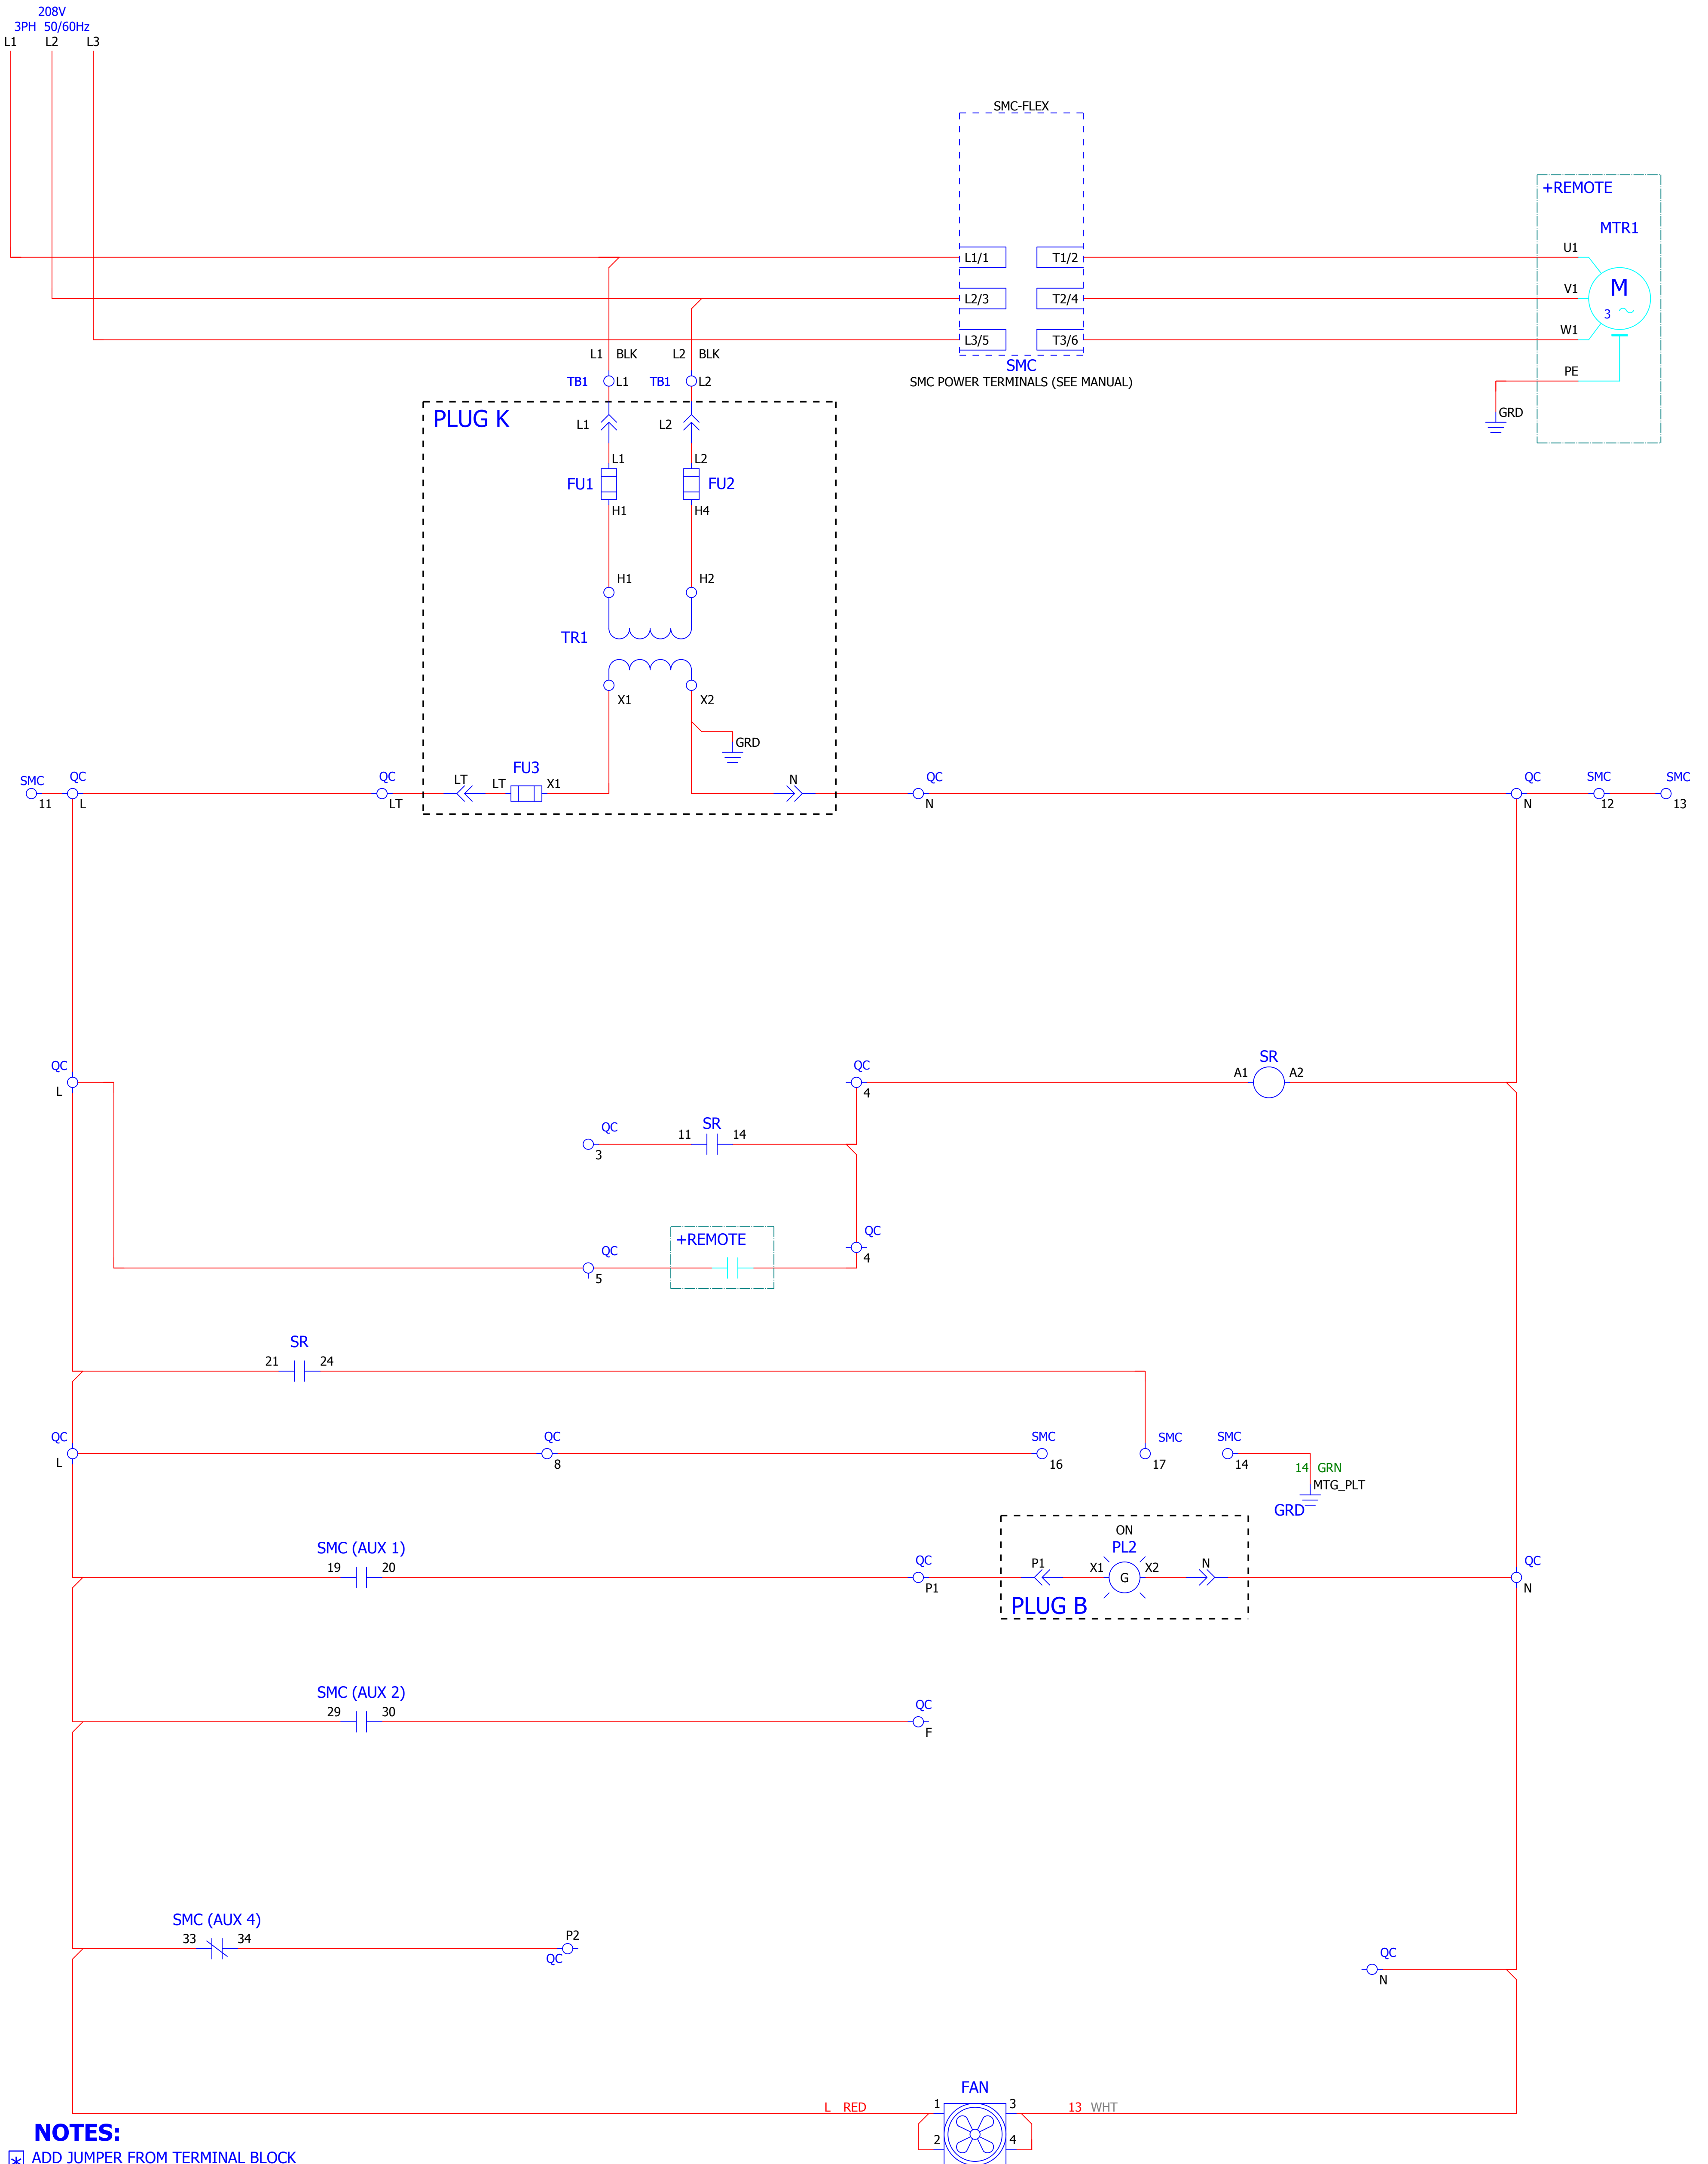 208V
3PH 50/60Hz
L1 L2 L3
SMC-FLEX
+REMOTE
MTR1
U1
L1/1 T1/2
M
3
V1
L2/3 T2/4
W1
L3/5 T3/6
L1 BLK L2 BLK
SMC
SMC POWER TERMINALS (SEE MANUAL)
PE
TB1 L1 TB1 L2
GRD
PLUG K
L1 L2
L1 L2
FU1 FU2
H1 H4
H1 H2
TR1
X1 X2
GRD
SMC QC QC LT LT FU3 X1 N QC QC SMC SMC
11 L LT N N 12 13
QC QC SR
A1 A2
L 4
QC SR
11 14
3
+REMOTE
QC QC
5 4
SR
21 24
QC QC SMC SMC SMC
L 8 16 17 14
14 GRN
MTG_PLT
GRD
ON
SMC (AUX 1) QC PL2 QC
19 20 P1 X1 G X2 N
P1 N
PLUG B
SMC (AUX 2) QC
29 30
F
SMC (AUX 4)
33 34 P2
QC
QC
N
FAN
L RED 1 3 13 WHT
2 4
NOTES:
* ADD JUMPER FROM TERMINAL BLOCK